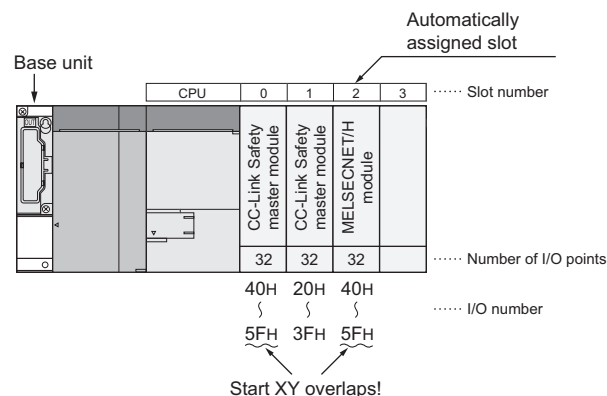 Automatically
assigned slot
Base unit
CPU 0 1 2 3 ...... Slot number
CC-Link Safety
master module
CC-Link Safety
master module
MELSECNET/H
module
32 32 32 ...... Number of I/O points
40H 20H 40H
~ ~ ~ ...... I/O number
5FH 3FH 5FH
Start XY overlaps!